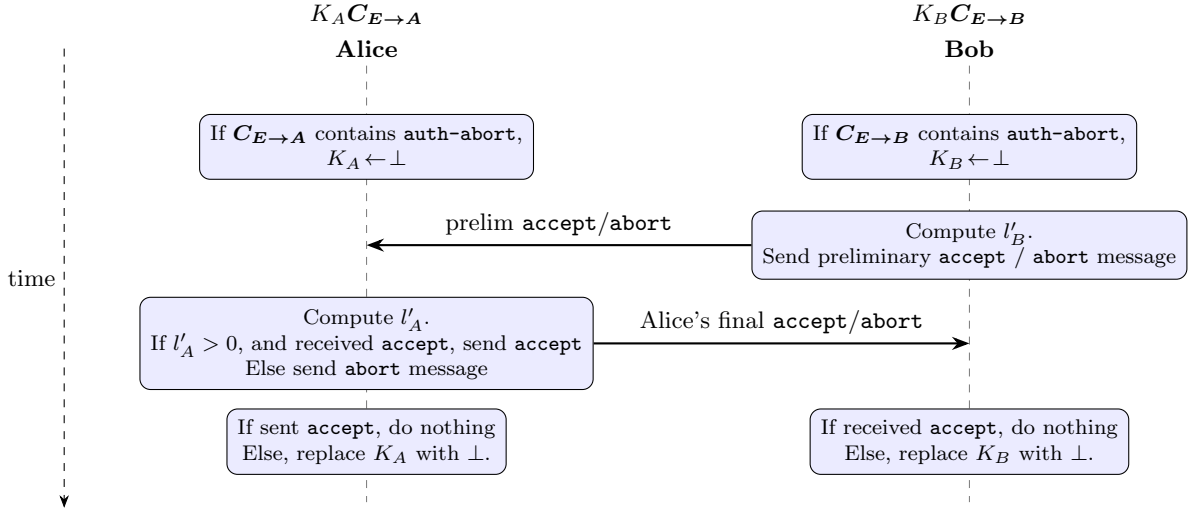 K_A C_{E→A}
K_B C_{E→B}
Alice
Bob
If C_{E→A} contains auth-abort,
K_A ← ⊥
If C_{E→B} contains auth-abort,
K_B ← ⊥
prelim accept/abort
Compute l'_B.
Send preliminary accept / abort message
time
Compute l'_A.
If l'_A > 0, and received accept, send accept
Else send abort message
Alice's final accept/abort
If sent accept, do nothing
Else, replace K_A with ⊥.
If received accept, do nothing
Else, replace K_B with ⊥.